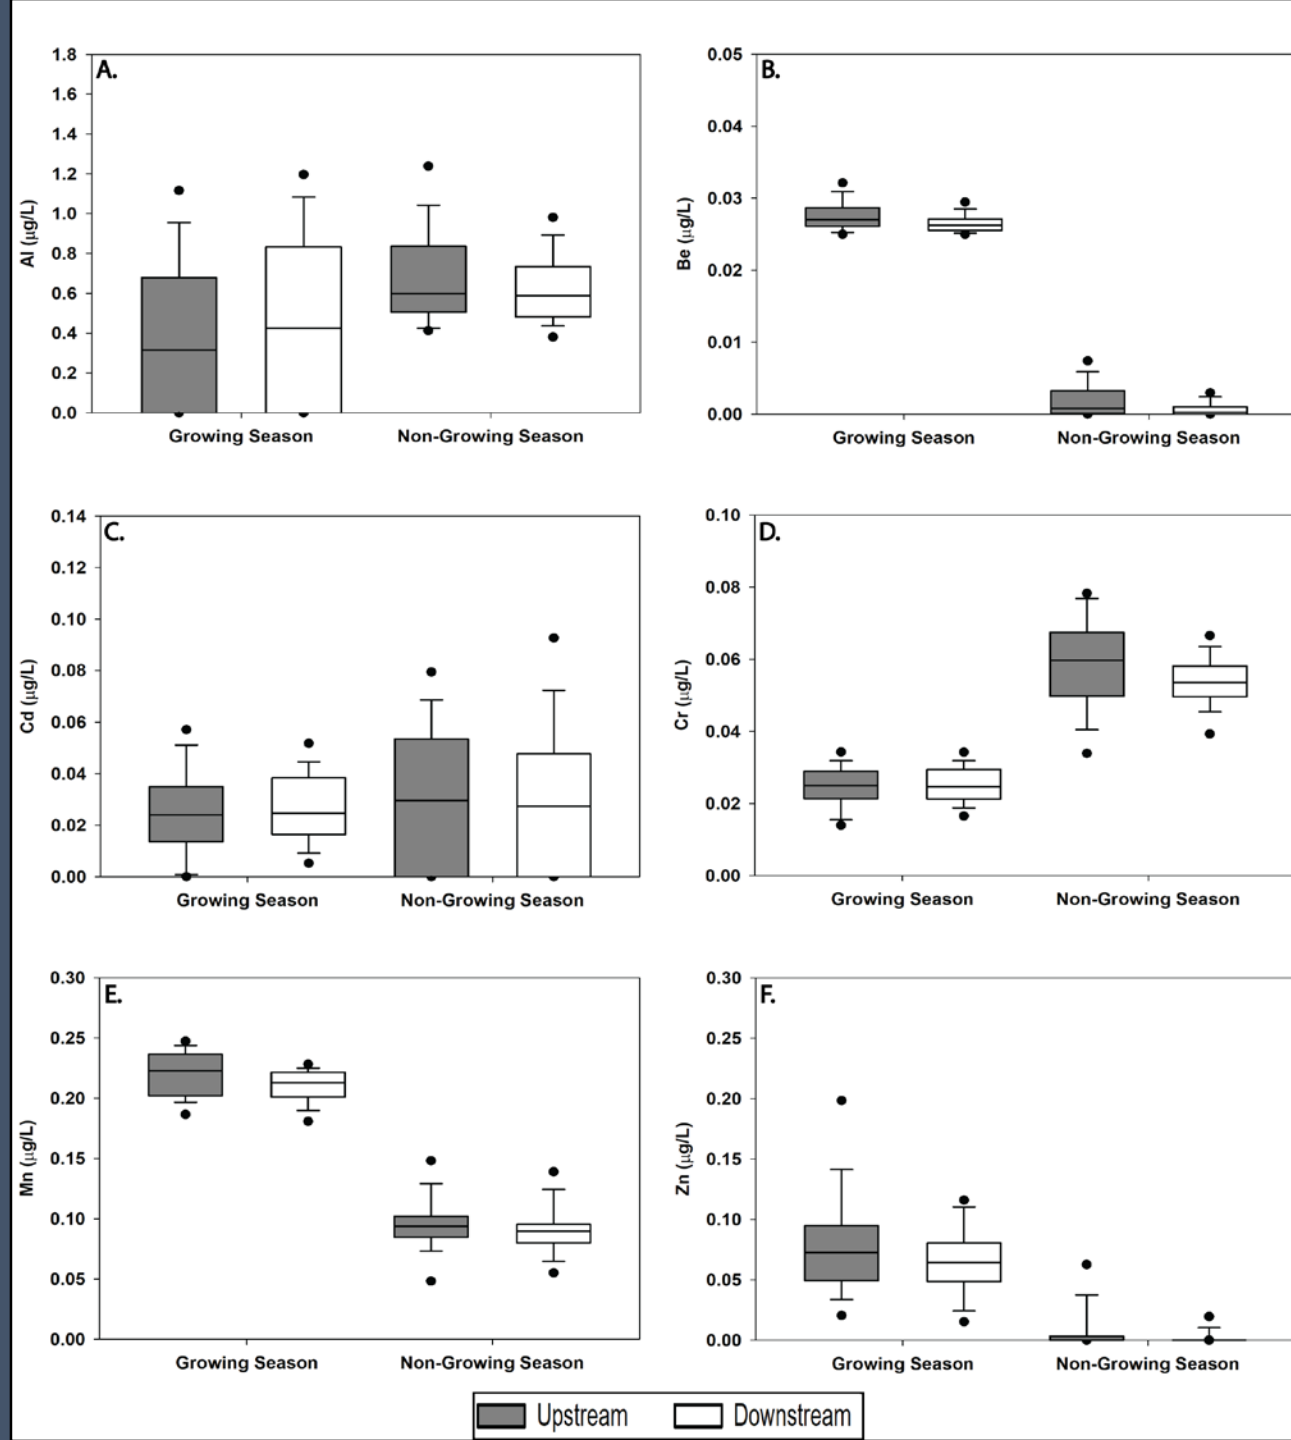 A.
1.8
1.6
1.4
1.2
1.0
0.8
0.6
0.4
0.2
0.0
Al (µg/L)
Growing Season
Non-Growing Season
B.
0.05
0.04
0.03
0.02
0.01
0.00
Be (µg/L)
Growing Season
Non-Growing Season
C.
0.14
0.12
0.10
0.08
0.06
0.04
0.02
0.00
Cd (µg/L)
Growing Season
Non-Growing Season
D.
0.10
0.08
0.06
0.04
0.02
0.00
Cr (µg/L)
Growing Season
Non-Growing Season
E.
0.30
0.25
0.20
0.15
0.10
0.05
0.00
Mn (µg/L)
Growing Season
Non-Growing Season
F.
0.30
0.25
0.20
0.15
0.10
0.05
0.00
Zn (µg/L)
Growing Season
Non-Growing Season
Upstream
Downstream